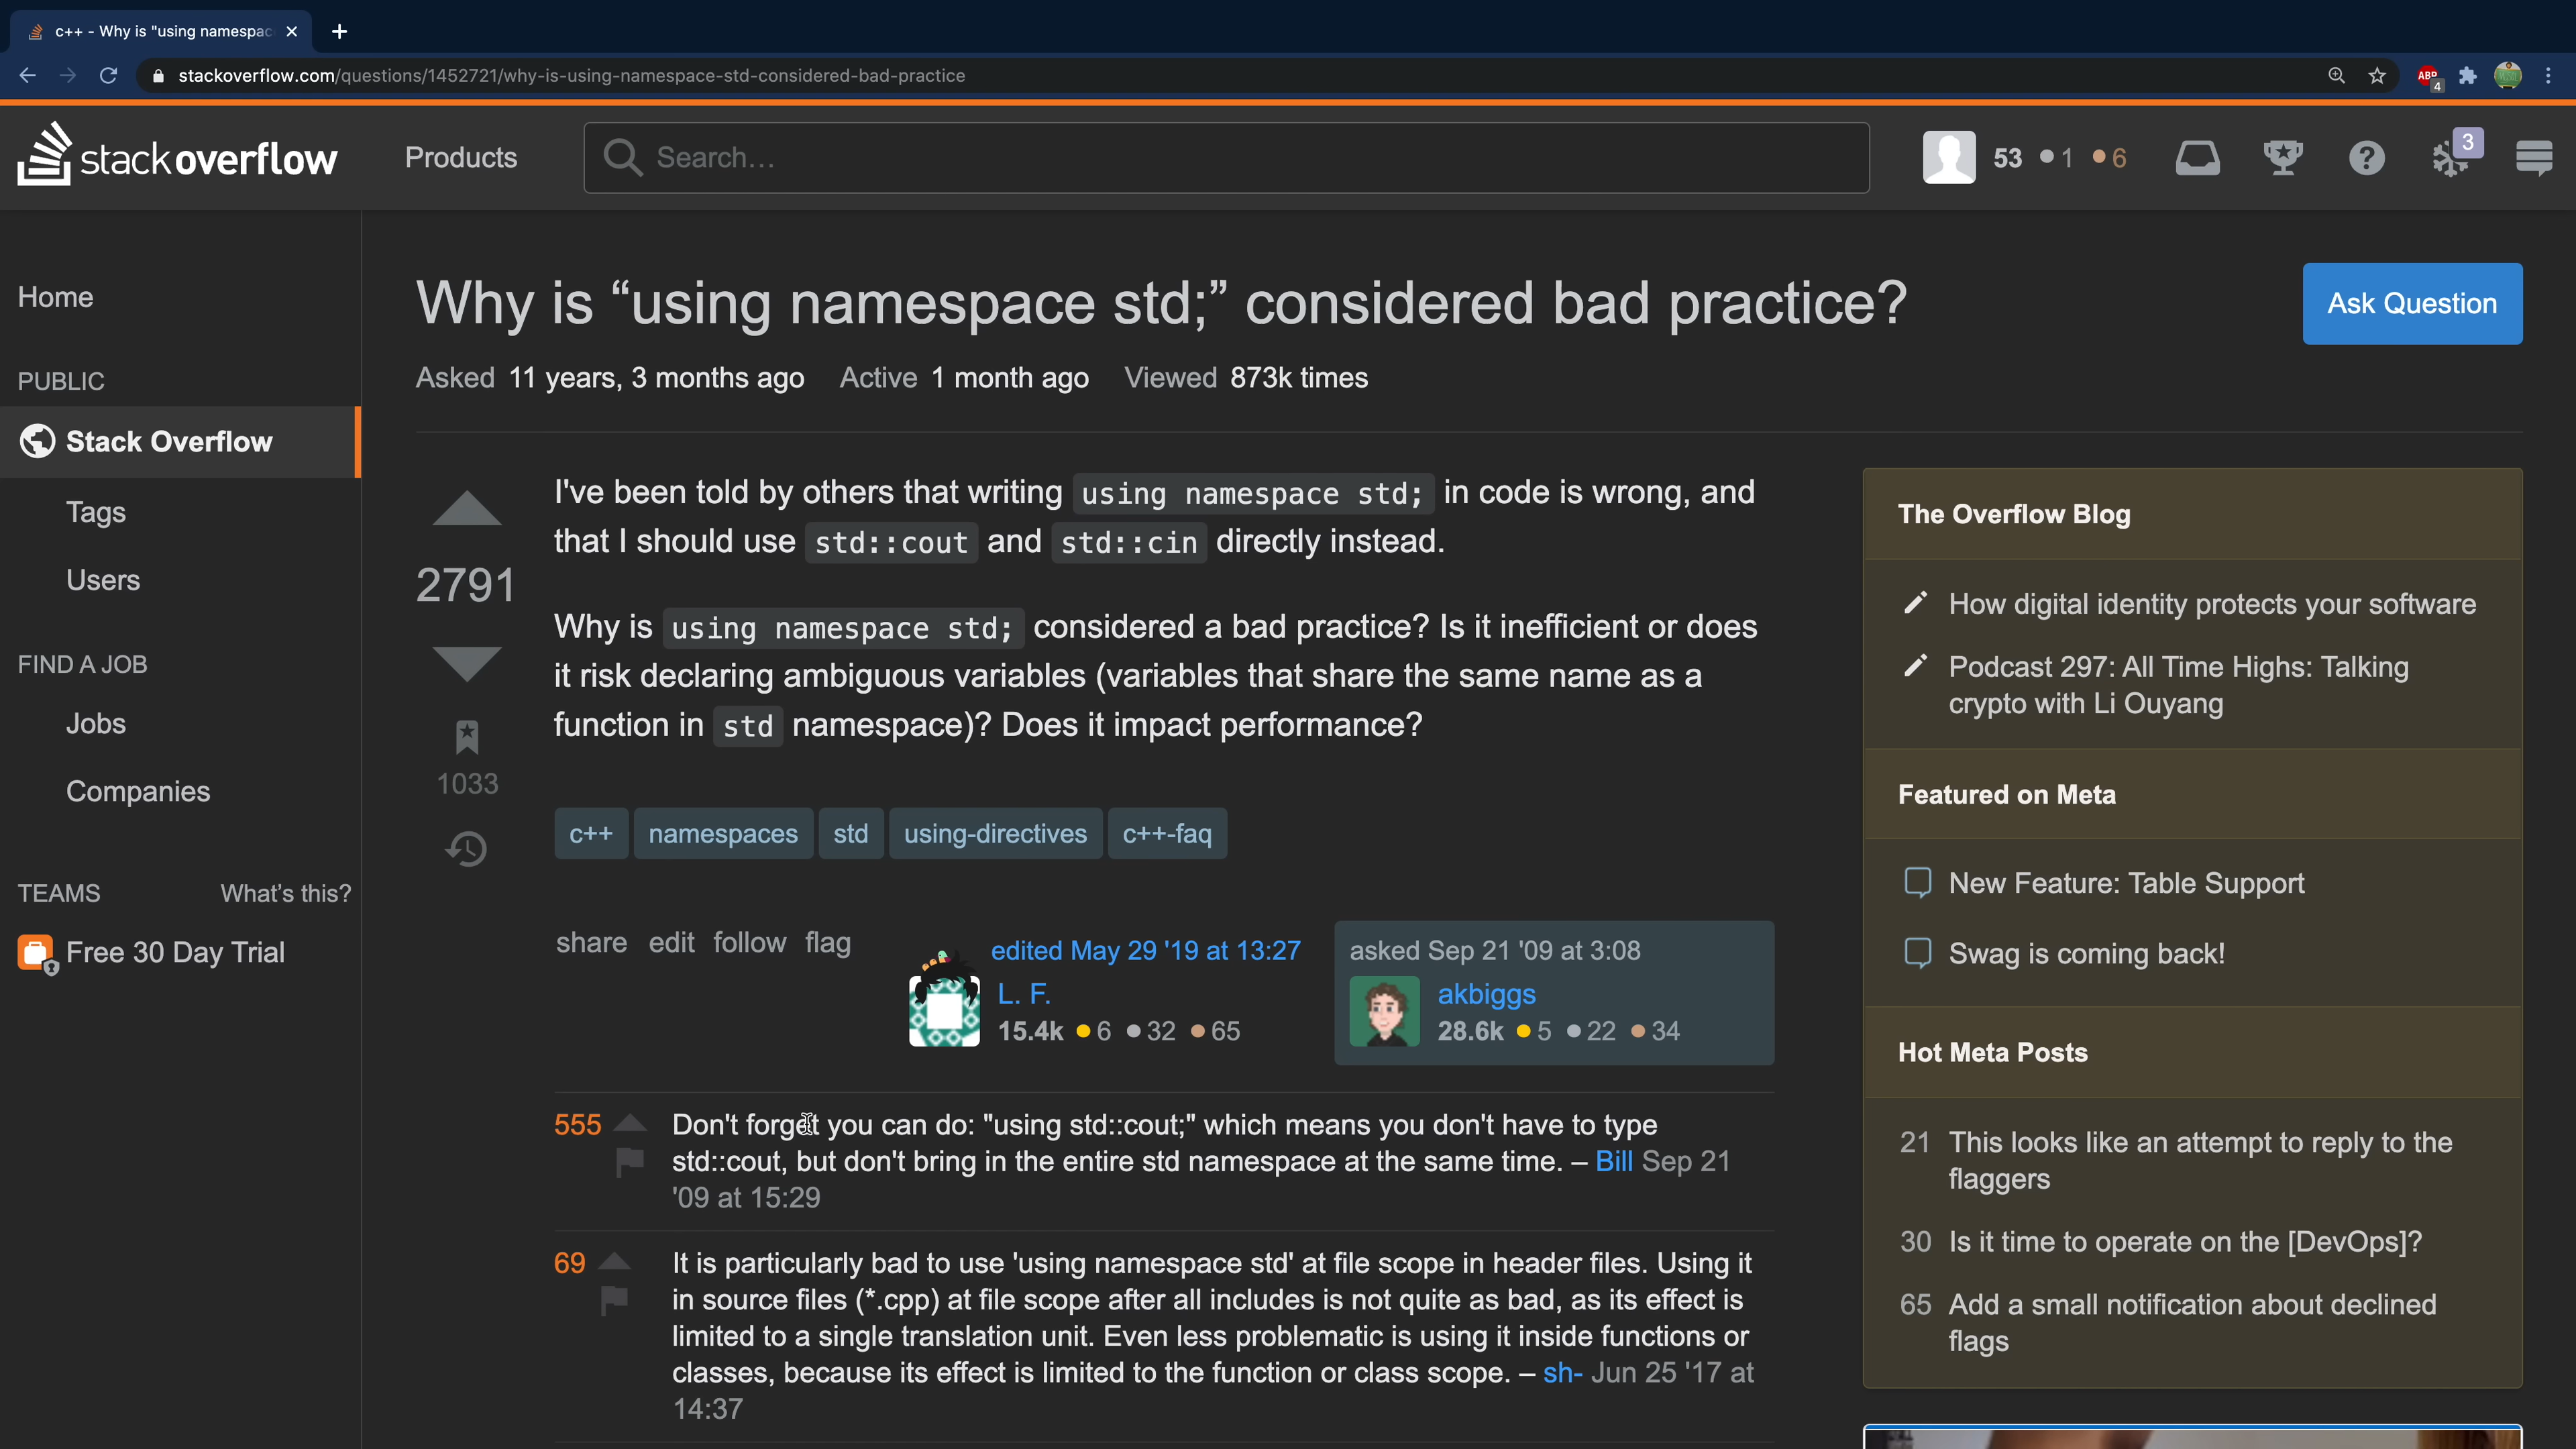 c++ - Why is "using namespac
stackoverflow.com/questions/1452721/why-is-using-namespace-std-considered-bad-practice
ABP
4
stackoverflow
Products
Search…
53 1 6
3
Home
PUBLIC
Stack Overflow
Tags
Users
FIND A JOB
Jobs
Companies
TEAMS What's this?
Free 30 Day Trial
Why is “using namespace std;” considered bad practice?
Ask Question
Asked 11 years, 3 months ago Active 1 month ago Viewed 873k times
2791
1033
I've been told by others that writing using namespace std; in code is wrong, and
that I should use std::cout and std::cin directly instead.
Why is using namespace std; considered a bad practice? Is it inefficient or does
it risk declaring ambiguous variables (variables that share the same name as a
function in std namespace)? Does it impact performance?
c++ namespaces std using-directives c++-faq
share edit follow flag
edited May 29 '19 at 13:27
L. F.
15.4k 6 32 65
asked Sep 21 '09 at 3:08
akbiggs
28.6k 5 22 34
555 Don't forget you can do: "using std::cout;" which means you don't have to type
std::cout, but don't bring in the entire std namespace at the same time. – Bill Sep 21
'09 at 15:29
69 It is particularly bad to use 'using namespace std' at file scope in header files. Using it
in source files (*.cpp) at file scope after all includes is not quite as bad, as its effect is
limited to a single translation unit. Even less problematic is using it inside functions or
classes, because its effect is limited to the function or class scope. – sh- Jun 25 '17 at
14:37
The Overflow Blog
How digital identity protects your software
Podcast 297: All Time Highs: Talking
crypto with Li Ouyang
Featured on Meta
New Feature: Table Support
Swag is coming back!
Hot Meta Posts
21 This looks like an attempt to reply to the
flaggers
30 Is it time to operate on the [DevOps]?
65 Add a small notification about declined
flags